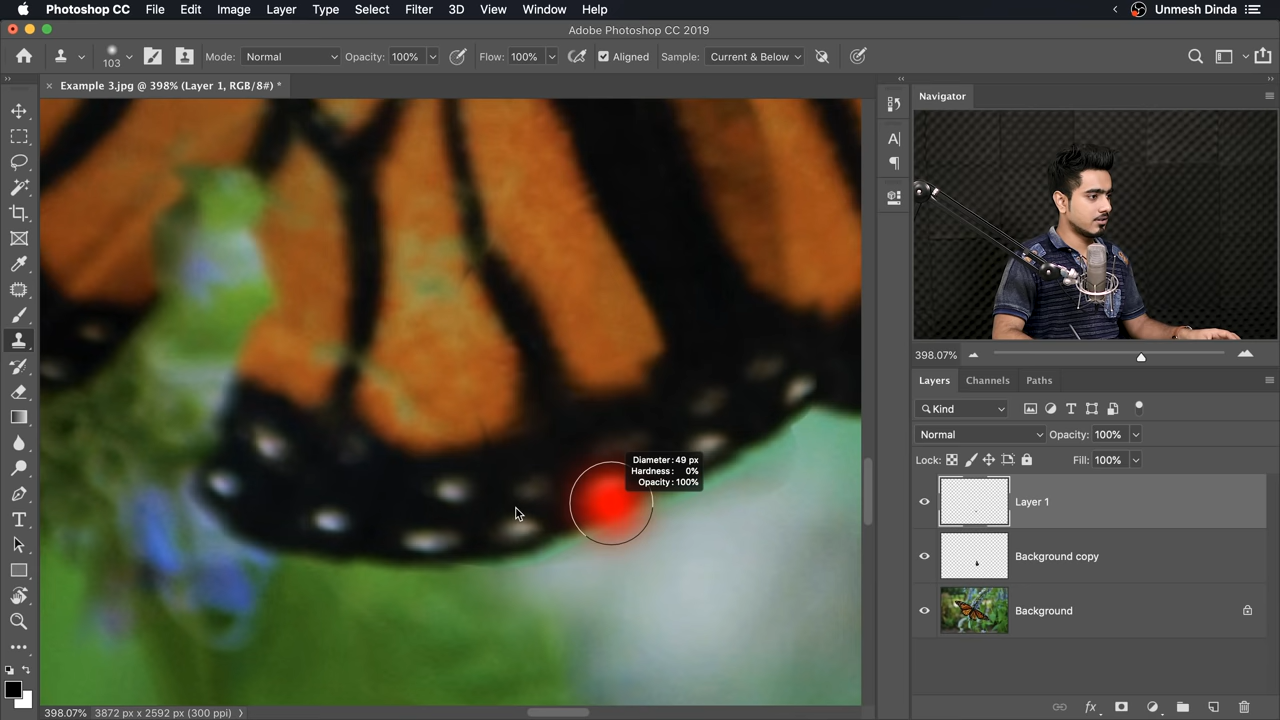 Photoshop CC File Edit Image Layer Type Select Filter 3D View Window Help Unmesh Dinda
Adobe Photoshop CC 2019
103 Mode: Normal Opacity: 100% Flow: 100% Aligned Sample: Current & Below
Example 3.jpg @ 398% (Layer 1, RGB/8#) *
Navigator
398.07%
Layers Channels Paths
Kind
Normal Opacity: 100%
Lock: Fill: 100%
Diameter: 49 px
Hardness: 0%
Opacity: 100%
Layer 1
Background copy
Background
398.07% 3872 px x 2592 px (300 ppi)